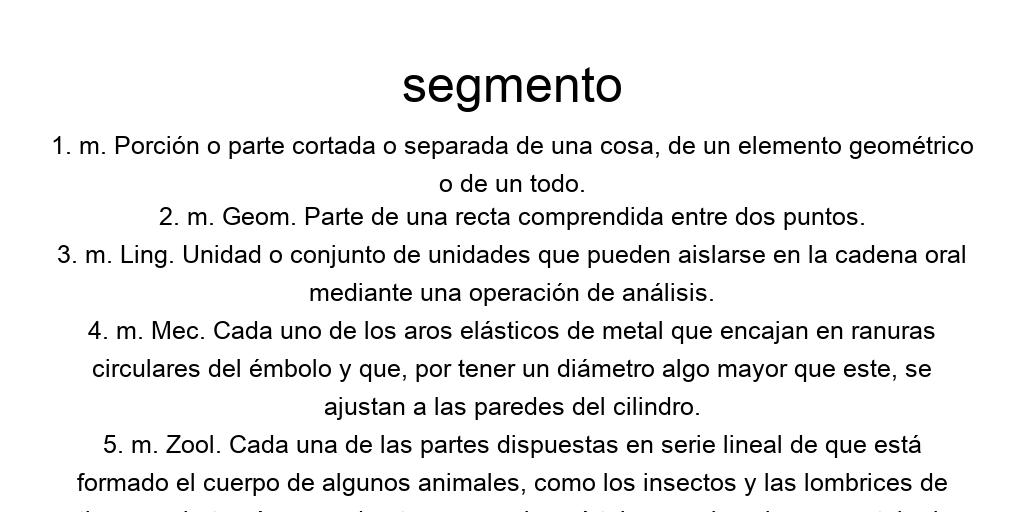 segmento
1. m. Porción o parte cortada o separada de una cosa, de un elemento geométrico
o de un todo.
2. m. Geom. Parte de una recta comprendida entre dos puntos.
3. m. Ling. Unidad o conjunto de unidades que pueden aislarse en la cadena oral
mediante una operación de análisis.
4. m. Mec. Cada uno de los aros elásticos de metal que encajan en ranuras
circulares del émbolo y que, por tener un diámetro algo mayor que este, se
ajustan a las paredes del cilindro.
5. m. Zool. Cada una de las partes dispuestas en serie lineal de que está
formado el cuerpo de algunos animales, como los insectos y las lombrices de